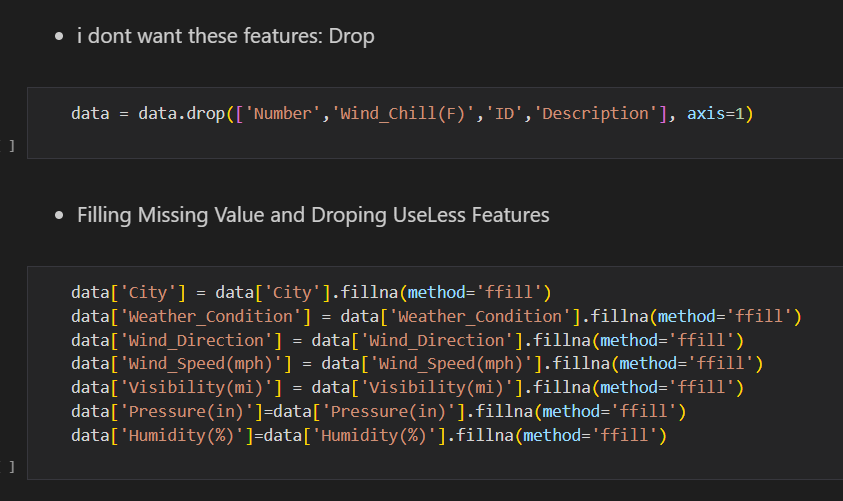 • i dont want these features: Drop
data = data.drop(['Number','Wind_Chill(F)','ID','Description'], axis=1)
]
• Filling Missing Value and Droping UseLess Features
data['City'] = data['City'].fillna(method='ffill')
data['Weather_Condition'] = data['Weather_Condition'].fillna(method='ffill')
data['Wind_Direction'] = data['Wind_Direction'].fillna(method='ffill')
data['Wind_Speed(mph)'] = data['Wind_Speed(mph)'].fillna(method='ffill')
data['Visibility(mi)'] = data['Visibility(mi)'].fillna(method='ffill')
data['Pressure(in)']=data['Pressure(in)'].fillna(method='ffill')
data['Humidity(%)']=data['Humidity(%)'].fillna(method='ffill')
]